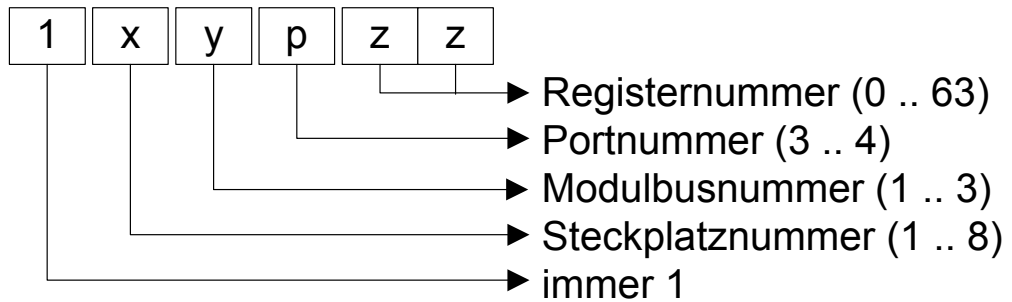 1 x y p z z
Registernummer (0 .. 63)
Portnummer (3 .. 4)
Modulbusnummer (1 .. 3)
Steckplatznummer (1 .. 8)
immer 1